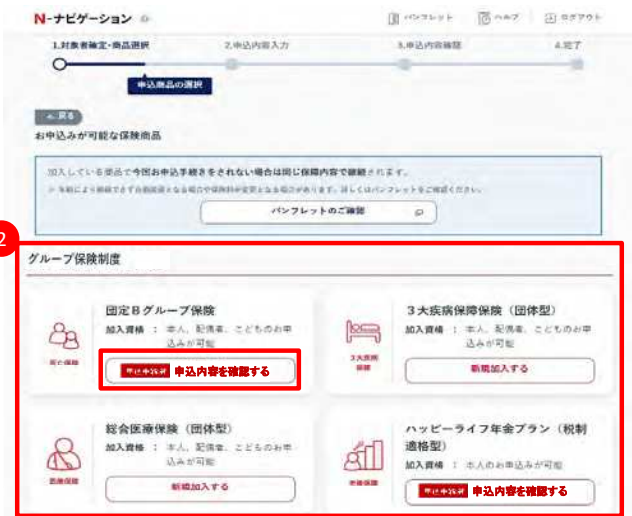 N-ナビゲーション
パンフレット ヘルプ ログアウト
1.対象者確定・商品選択 2.申込内容入力 3.申込内容確認 4.完了
申込商品の選択
戻る
お申込みが可能な保険商品
加入している商品で今回お申込手続きをされない場合は同じ保障内容で継続されます。
パンフレットのご確認
2
グループ保険制度
団定Bグループ保険
加入資格 : 本人、配偶者、こどものお申
込みが可能
死亡保険
申込内容を確認する
3大疾病保障保険(団体型)
加入資格 : 本人、配偶者、こどものお申
込みが可能
3大疾病
保険
新規加入する
総合医療保険(団体型)
加入資格 : 本人、配偶者、こどものお申
込みが可能
医療保険
新規加入する
ハッピーライフ年金プラン(税制
適格型)
加入資格 : 本人のお申込みが可能
申込内容を確認する